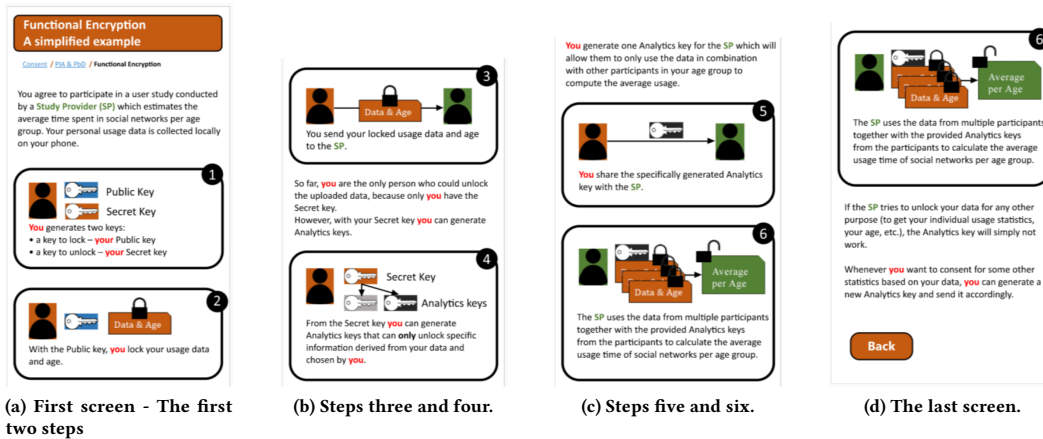 Functional Encryption
A simplified example
Consent / PIA & PbD / Functional Encryption
You agree to participate in a user study conducted
by a Study Provider (SP) which estimates the
average time spent in social networks per age
group. Your personal usage data is collected locally
on your phone.
1
Public Key
Secret Key
You generates two keys:
• a key to lock – your Public key
• a key to unlock – your Secret key
2
Data & Age
With the Public key, you lock your usage data
and age.
(a) First screen - The first
two steps
3
Data & Age
You send your locked usage data and age
to the SP.
So far, you are the only person who could unlock
the uploaded data, because only you have the
Secret key.
However, with your Secret key you can generate
Analytics keys.
4
Secret Key
Analytics keys
From the Secret key you can generate
Analytics keys that can only unlock specific
information derived from your data and
chosen by you.
(b) Steps three and four.
You generate one Analytics key for the SP which will
allow them to only use the data in combination
with other participants in your age group to
compute the average usage.
5
You share the specifically generated Analytics
key with the SP.
6
Data & Age
Average
per Age
The SP uses the data from multiple participants
together with the provided Analytics keys
from the participants to calculate the average
usage time of social networks per age group.
(c) Steps five and six.
6
Data & Age
Average
per Age
The SP uses the data from multiple participants
together with the provided Analytics keys
from the participants to calculate the average
usage time of social networks per age group.
If the SP tries to unlock your data for any other
purpose (to get your individual usage statistics,
your age, etc.), the Analytics key will simply not
work.
Whenever you want to consent for some other
statistics based on your data, you can generate a
new Analytics key and send it accordingly.
Back
(d) The last screen.